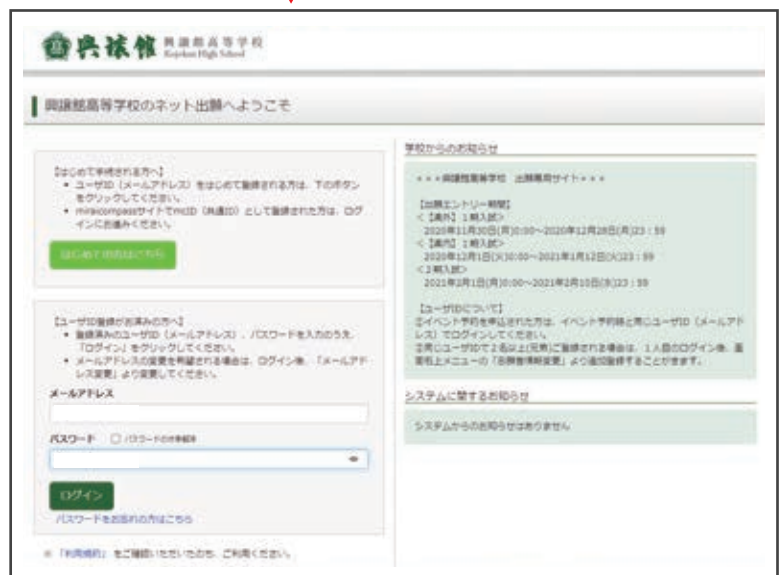 興譲館 興譲館高等学校
Kojokan High School
興譲館高等学校のネット出願へようこそ
【はじめて手続きされる方へ】
• ユーザID（メールアドレス）をはじめて登録される方は、下のボタン
をクリックしてください。
• miraicompassサイトでmcID（共通ID）として登録された方は、ログ
インにお進みください。
はじめての方はこちら
【ユーザID登録がお済みの方へ】
• 登録済みのユーザID（メールアドレス）、パスワードを入力のうえ、
「ログイン」をクリックしてください。
• メールアドレスの変更を希望される場合は、ログイン後、「メールアド
レス変更」より変更してください。
メールアドレス
パスワード
ログイン
パスワードをお忘れの方はこちら
※「利用規約」をご確認いただいたのち、ご利用ください。
学校からのお知らせ
＊＊＊興譲館高等学校 出願専用サイト＊＊＊
【出願エントリー期間】
＜【県外】１期入試＞
2020年11月30日(月)0:00～2020年12月28日(月)23：59
＜【県内】１期入試＞
2020年12月1日(火)0:00～2021年1月12日(火)23：59
＜２期入試＞
2021年2月1日(月)0:00～2021年2月10日(水)23：59
【ユーザIDについて】
①イベント予約を申込された方は、イベント予約時と同じユーザID（メールアド
レス）でログインしてください。
②同じユーザIDで２名以上(兄弟)ご登録される場合は、１人目のログイン後、画
面右上メニューの「志願者情報変更」より追加登録することができます。
システムに関するお知らせ
システムからのお知らせはありません